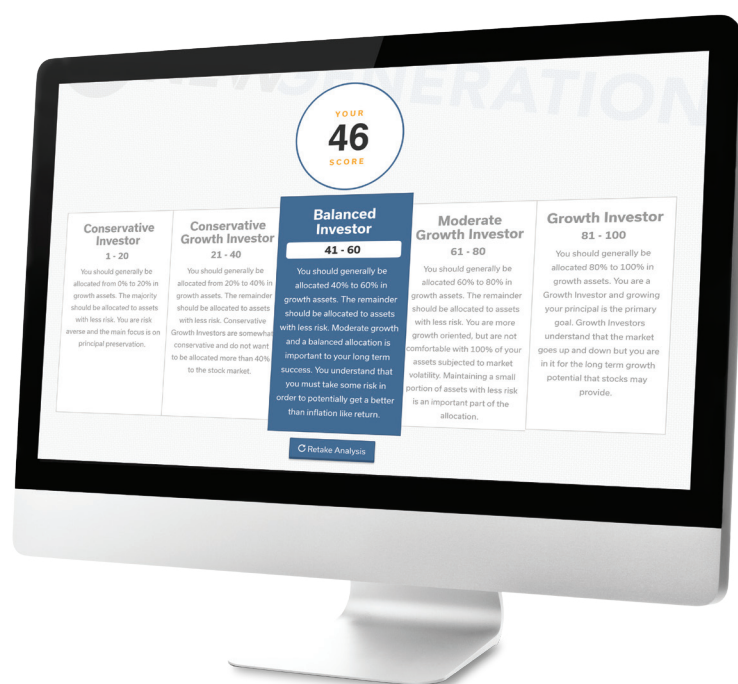 NEW GENERATION
YOUR
46
SCORE
Conservative
Investor
1 - 20
You should generally be
allocated from 0% to 20% in
growth assets. The majority
should be allocated to assets
with less risk. You are risk
averse and the main focus is on
principal preservation.
Conservative
Growth Investor
21 - 40
You should generally be
allocated from 20% to 40% in
growth assets. The remainder
should be allocated to assets
with less risk. Conservative
Growth Investors are somewhat
conservative and do not want
to be allocated more than 40%
to the stock market.
Balanced
Investor
41 - 60
You should generally be
allocated 40% to 60% in
growth assets. The remainder
should be allocated to assets
with less risk. Moderate growth
and a balanced allocation is
important to your long term
success. You understand that
you must take some risk in
order to potentially get a better
than inflation like return.
Moderate
Growth Investor
61 - 80
You should generally be
allocated 60% to 80% in
growth assets. The remainder
should be allocated to assets
with less risk. You are more
growth oriented, but are not
comfortable with 100% of your
assets subjected to market
volatility. Maintaining a small
portion of assets with less risk
is an important part of the
allocation.
Growth Investor
81 - 100
You should generally be
allocated 80% to 100% in
growth assets. You are a
Growth Investor and growing
your principal is the primary
goal. Growth Investors
understand that the market
goes up and down but you are
in it for the long term growth
potential that stocks may
provide.
Retake Analysis